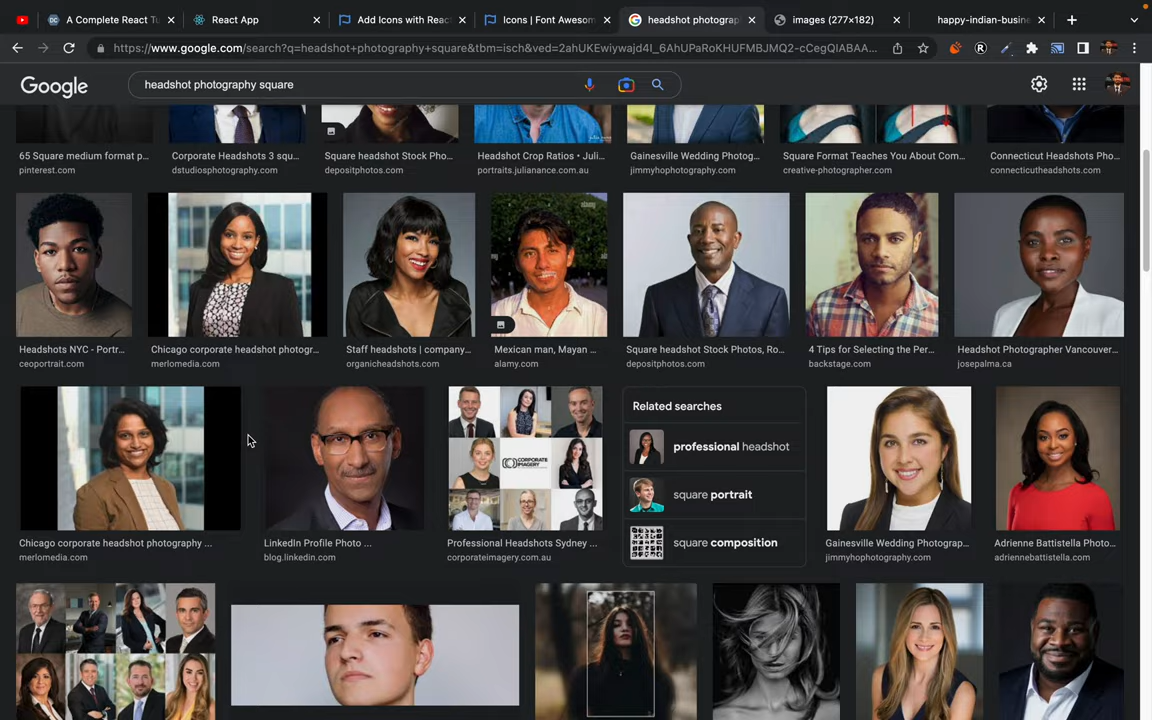 A Complete React Tu
React App
Add Icons with Reac
Icons | Font Aweson
headshot photograp
images (277×182)
happy-indian-busine
https://www.google.com/search?q=headshot+photography+square&tbm=isch&ved=2ahUKEwiywajd4I_6AhUPaRoKHUFMBJMQ2-cCegQIABAA...
Google
headshot photography square
65 Square medium format p...
Corporate Headshots 3 squ...
Square headshot Stock Pho...
Headshot Crop Ratios • Juli...
Gainesville Wedding Photog...
Square Format Teaches You About Com...
Connecticut Headshots Pho...
pinterest.com
dstudiosphotography.com
depositphotos.com
portraits.julianance.com.au
jimmyhophotography.com
creative-photographer.com
connecticutheadshots.com
Headshots NYC - Portr...
Chicago corporate headshot photogr...
Staff headshots | company...
Mexican man, Mayan ...
Square headshot Stock Photos, Ro...
4 Tips for Selecting the Per...
Headshot Photographer Vancouver...
ceoportrait.com
merlomedia.com
organicheadshots.com
alamy.com
depositphotos.com
backstage.com
josepalma.ca
CORPORATE IMAGERY
Related searches
professional headshot
square portrait
square composition
Chicago corporate headshot photography ...
LinkedIn Profile Photo ...
Professional Headshots Sydney ...
Gainesville Wedding Photograp...
Adrienne Battistella Photo...
merlomedia.com
blog.linkedin.com
corporateimagery.com.au
jimmyhophotography.com
adriennebattistella.com